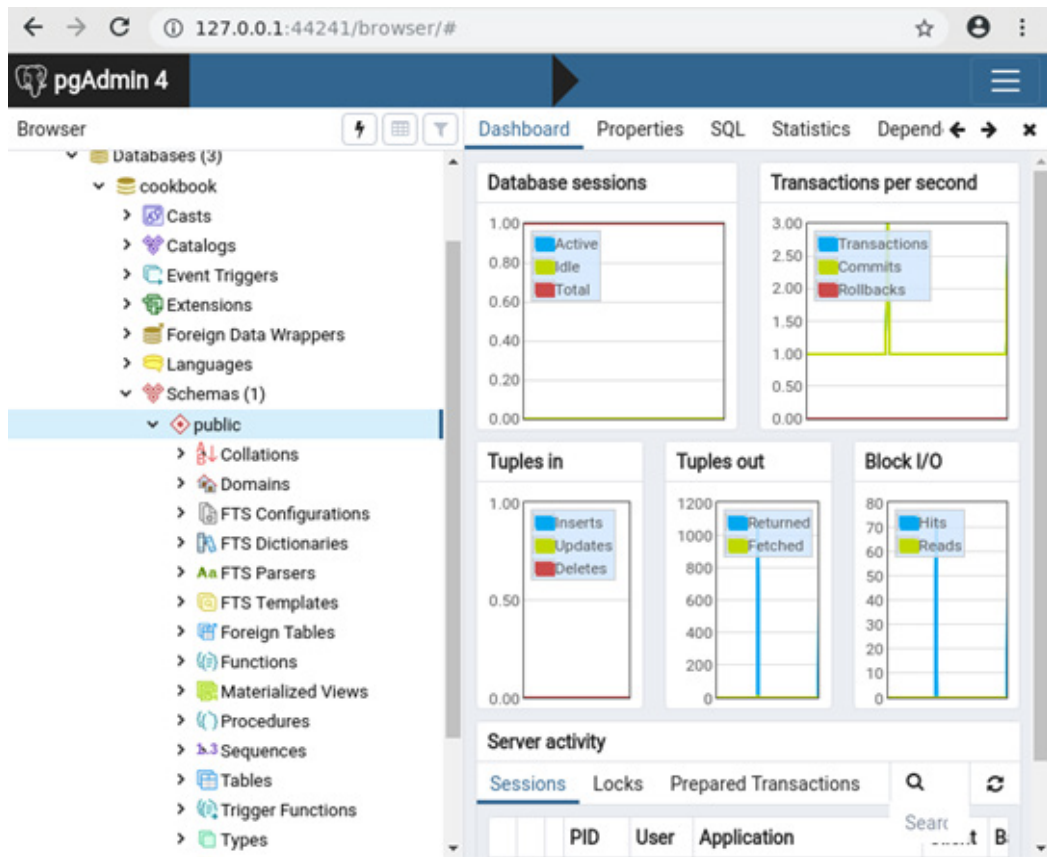 127.0.0.1:44241/browser/#
pgAdmin 4
Browser
Dashboard Properties SQL Statistics Depend
Databases (3)
cookbook
Casts
Catalogs
Event Triggers
Extensions
Foreign Data Wrappers
Languages
Schemas (1)
public
Collations
Domains
FTS Configurations
FTS Dictionaries
Aa FTS Parsers
FTS Templates
Foreign Tables
Functions
Materialized Views
Procedures
1..3 Sequences
Tables
Trigger Functions
Types
Database sessions
1.00
0.80
0.60
0.40
0.20
0.00
Active
Idle
Total
Transactions per second
3.00
2.50
2.00
1.50
1.00
0.50
0.00
Transactions
Commits
Rollbacks
Tuples in
1.00
0.50
0.00
Inserts
Updates
Deletes
Tuples out
1200
1000
800
600
400
200
0
Returned
Fetched
Block I/O
80
70
60
50
40
30
20
10
0
Hits
Reads
Server activity
Sessions Locks Prepared Transactions
Searc
PID User Application